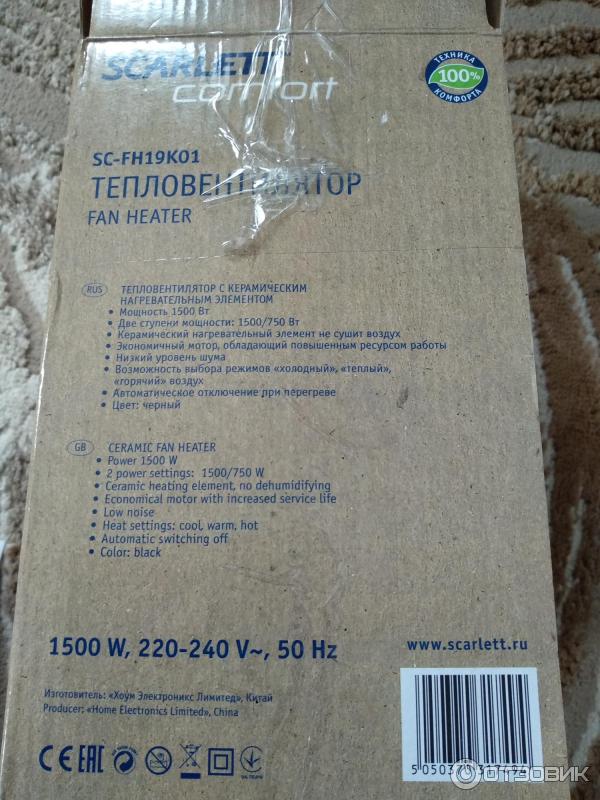 SCARLETT
comfort
ТЕХНИКА
100%
КОМФОРТА
SC-FH19K01
ТЕПЛОВЕНТИЛЯТОР
FAN HEATER
RUS
ТЕПЛОВЕНТИЛЯТОР С КЕРАМИЧЕСКИМ
НАГРЕВАТЕЛЬНЫМ ЭЛЕМЕНТОМ
• Мощность 1500 Вт
• Две ступени мощности: 1500/750 Вт
• Керамический нагревательный элемент не сушит воздух
• Экономичный мотор, обладающий повышенным ресурсом работы
• Низкий уровень шума
• Возможность выбора режимов «холодный», «теплый»,
«горячий» воздух
• Автоматическое отключение при перегреве
• Цвет: черный
GB
CERAMIC FAN HEATER
• Power 1500 W
• 2 power settings: 1500/750 W
• Ceramic heating element, no dehumidifying
• Economical motor with increased service life
• Low noise
• Heat settings: cool, warm, hot
• Automatic switching off
• Color: black
1500 W, 220-240 V~, 50 Hz
www.scarlett.ru
Изготовитель: «Хоум Электроникс Лимитед», Китай
Producer: «Home Electronics Limited», China
CE EAC
ОТЗОВИК